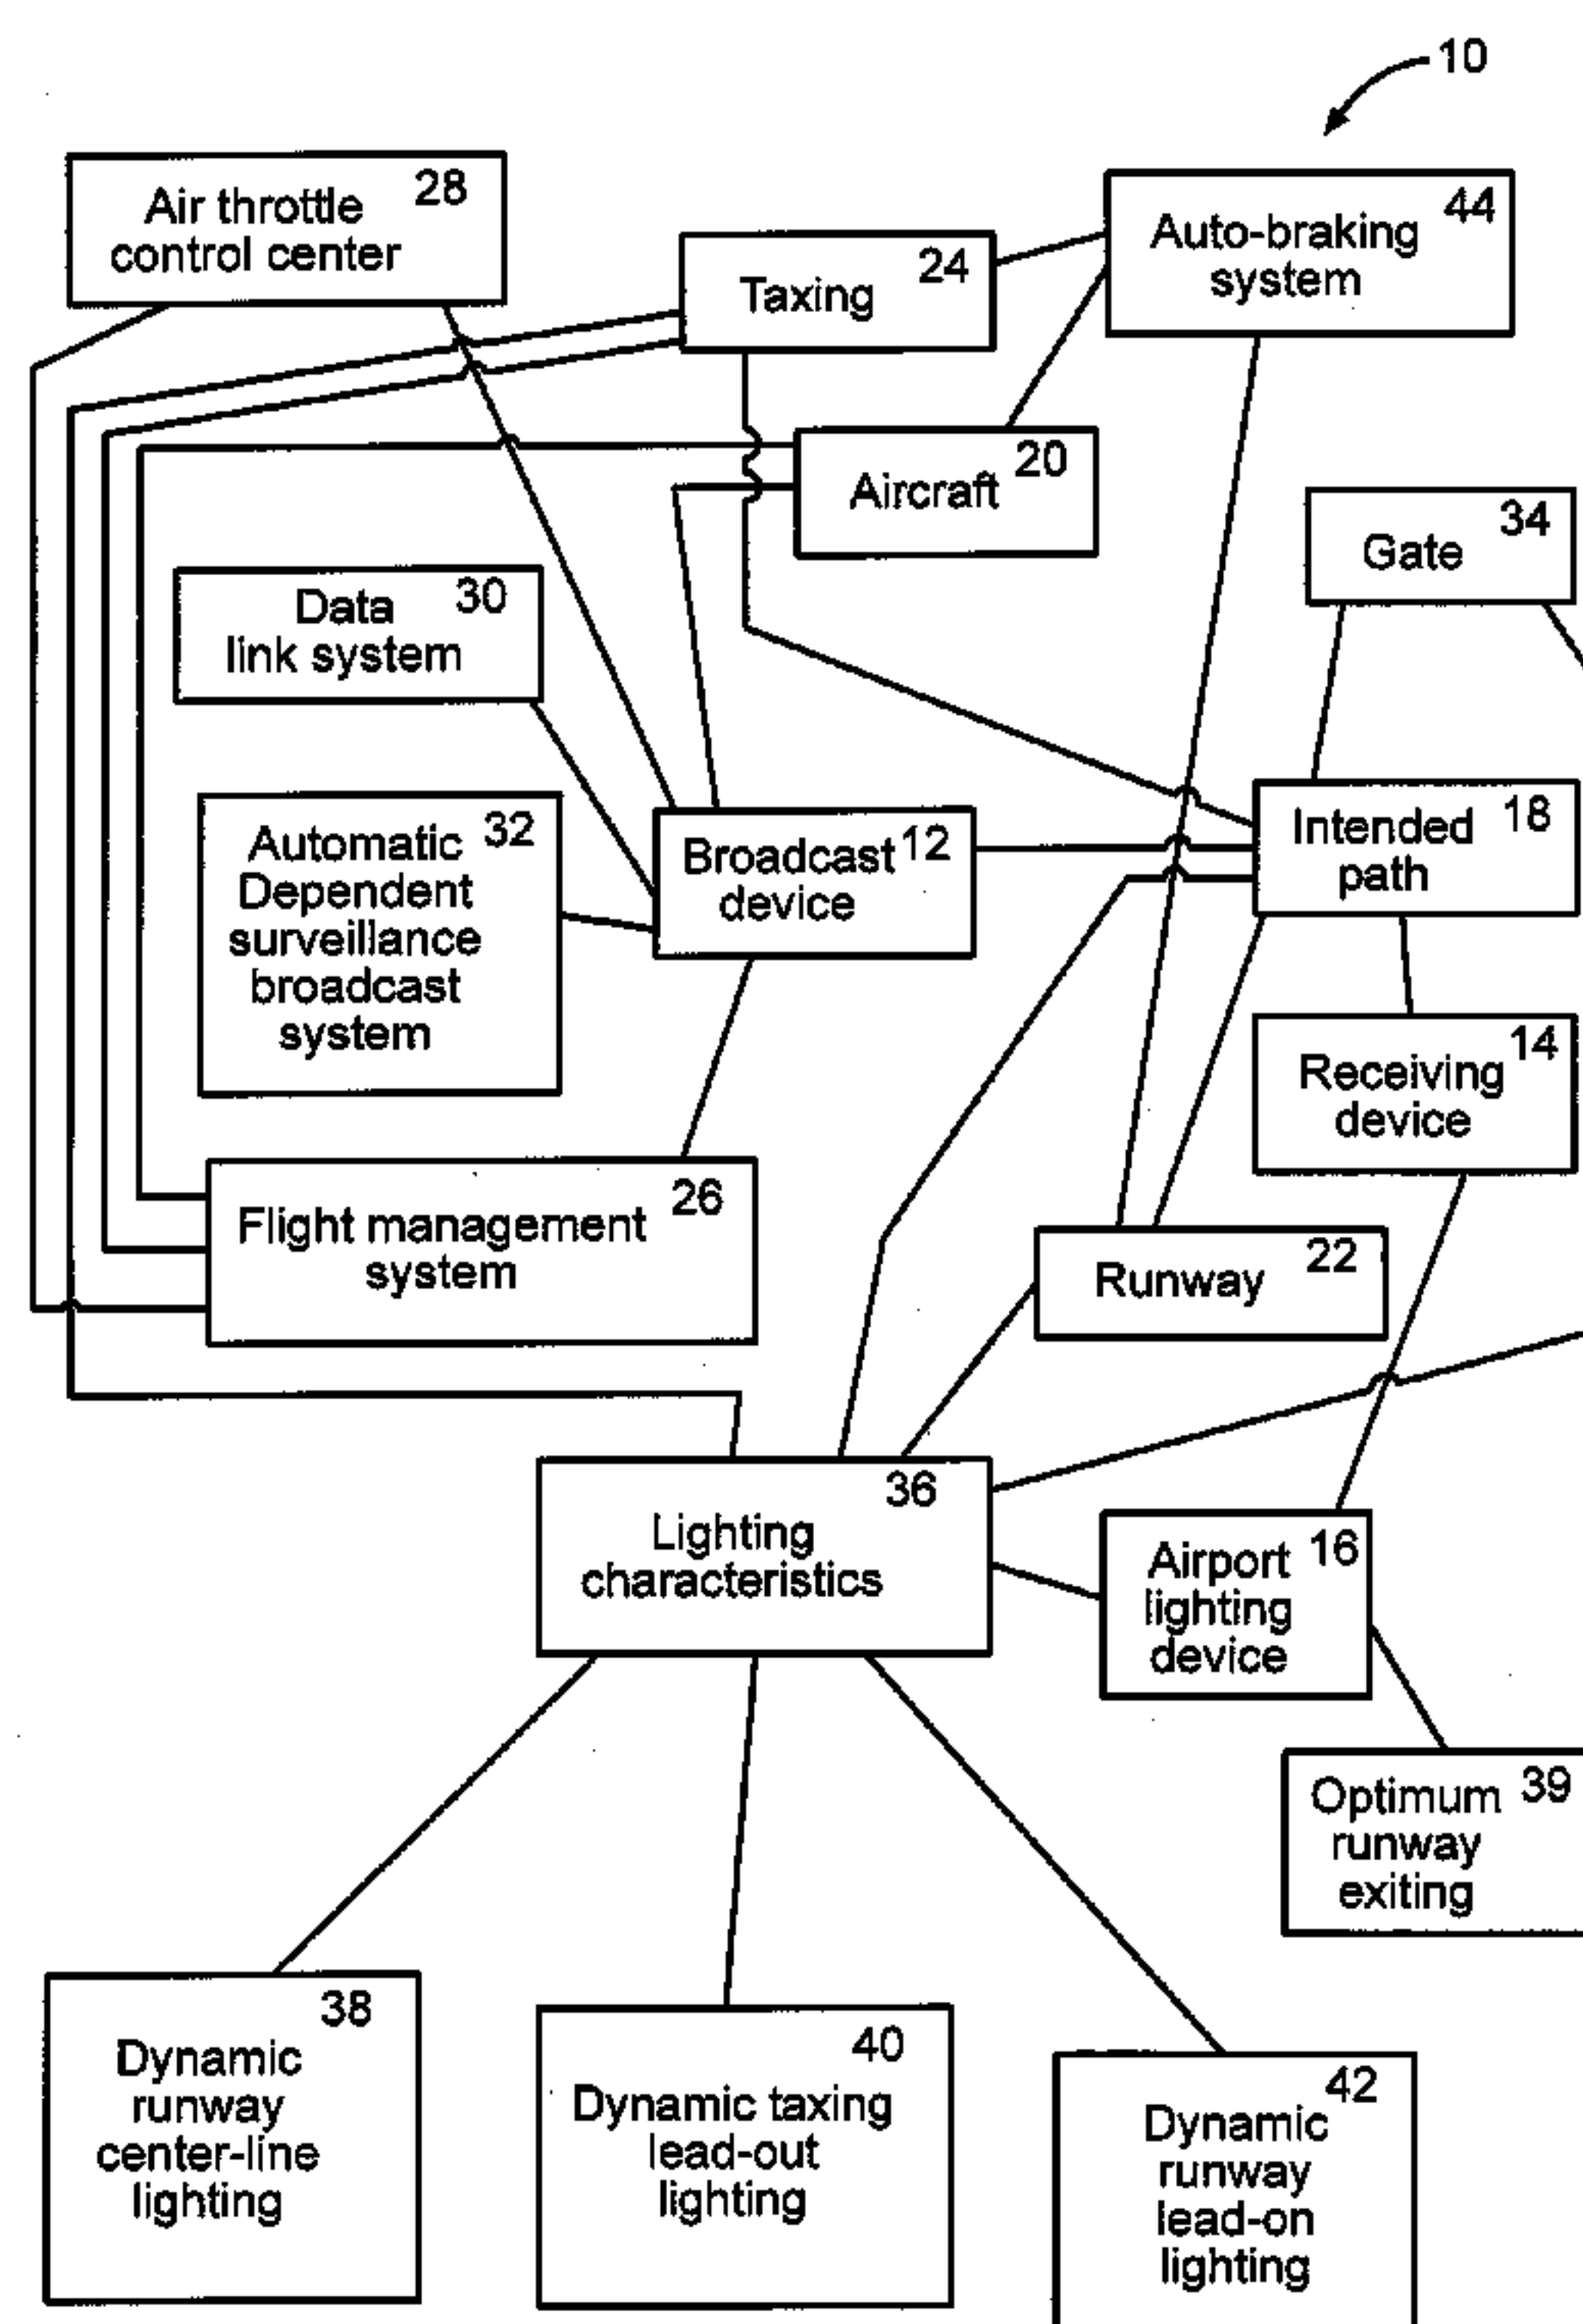 10
28
Air throttle
control center
44
Auto-braking
system
24
Taxing
20
Aircraft
34
Gate
30
Data
link system
32
Automatic
Dependent
surveillance
broadcast
system
12
Broadcast
device
18
Intended
path
14
Receiving
device
26
Flight management
system
22
Runway
36
Lighting
characteristics
16
Airport
lighting
device
39
Optimum
runway
exiting
38
Dynamic
runway
center-line
lighting
40
Dynamic taxing
lead-out
lighting
42
Dynamic
runway
lead-on
lighting